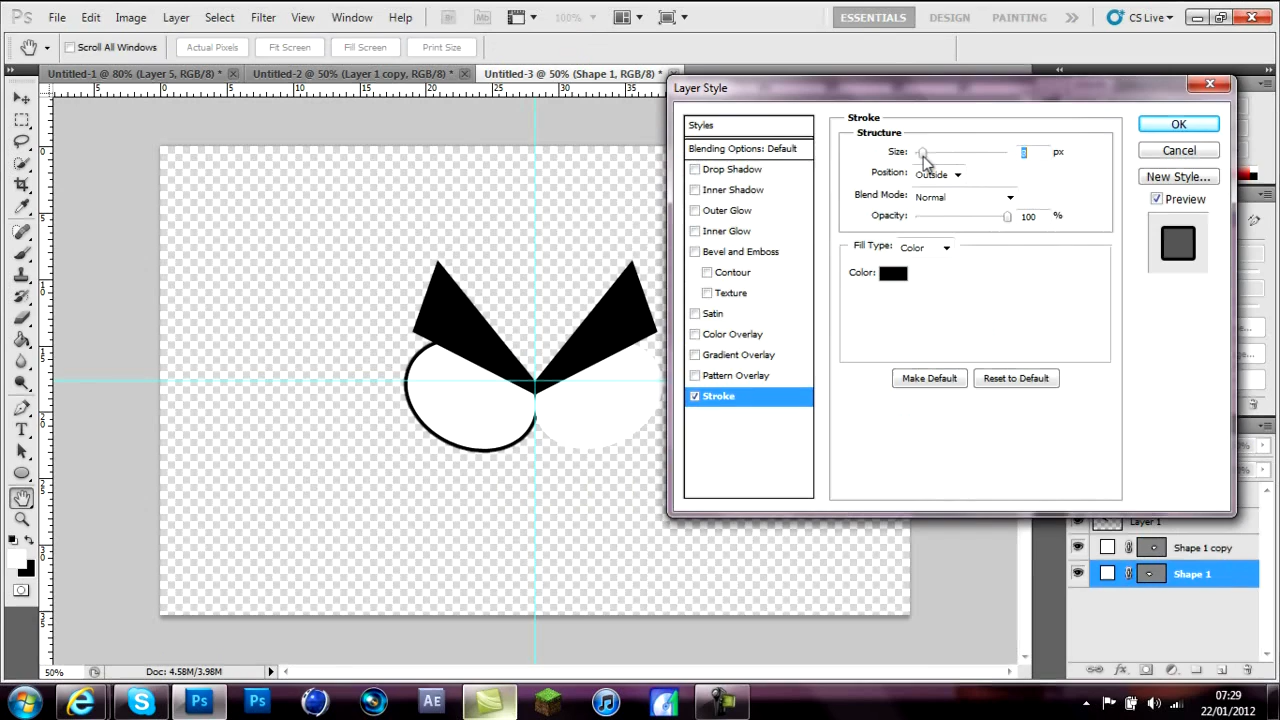 Ps File Edit Image Layer Select Filter View Window Help Br Mb 100% ESSENTIALS DESIGN PAINTING CS Live
Scroll All Windows Actual Pixels Fit Screen Fill Screen Print Size
Untitled-1 @ 80% (Layer 5, RGB/8) * Untitled-2 @ 50% (Layer 1 copy, RGB/8) * Untitled-3 @ 50% (Shape 1, RGB/8) *
Layer Style
Styles
Blending Options: Default
Drop Shadow
Inner Shadow
Outer Glow
Inner Glow
Bevel and Emboss
Contour
Texture
Satin
Color Overlay
Gradient Overlay
Pattern Overlay
Stroke
Stroke
Structure
Size: px
Position: Outside
Blend Mode: Normal
Opacity: 100 %
Fill Type: Color
Color:
Make Default Reset to Default
OK
Cancel
New Style...
Preview
Layer 1
Shape 1 copy
Shape 1
50% Doc: 4.58M/3.98M
Ps Ps Ae
07:29
22/01/2012